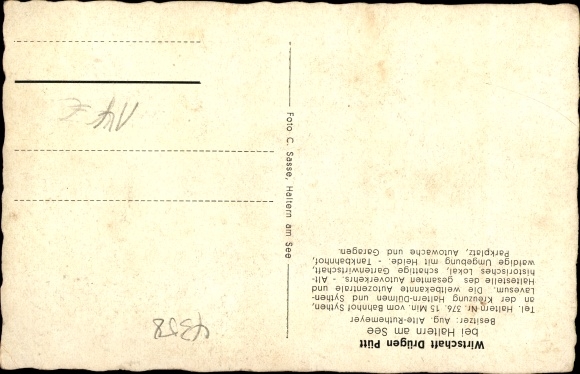 Wirtschaft Drügen Pütt
bei Haltern am See
Besitzer: Aug. Alte-Ruthemeyer
Tel. Haltern Nr. 376, 15 Min. vom Bahnhof Sythen,
an der Kreuzung Haltern-Dülmen und Sythen-
Lavesum. Die weltbekannte Autozentrale und
Haltestelle des gesamten Autoverkehrs. - Alt-
historisches Lokal, schattige Gartenwirtschaft,
waldige Umgebung mit Heide. - Tankbahnhof,
Parkplatz, Autowache und Garagen.
Foto C. Sasse, Haltern am See